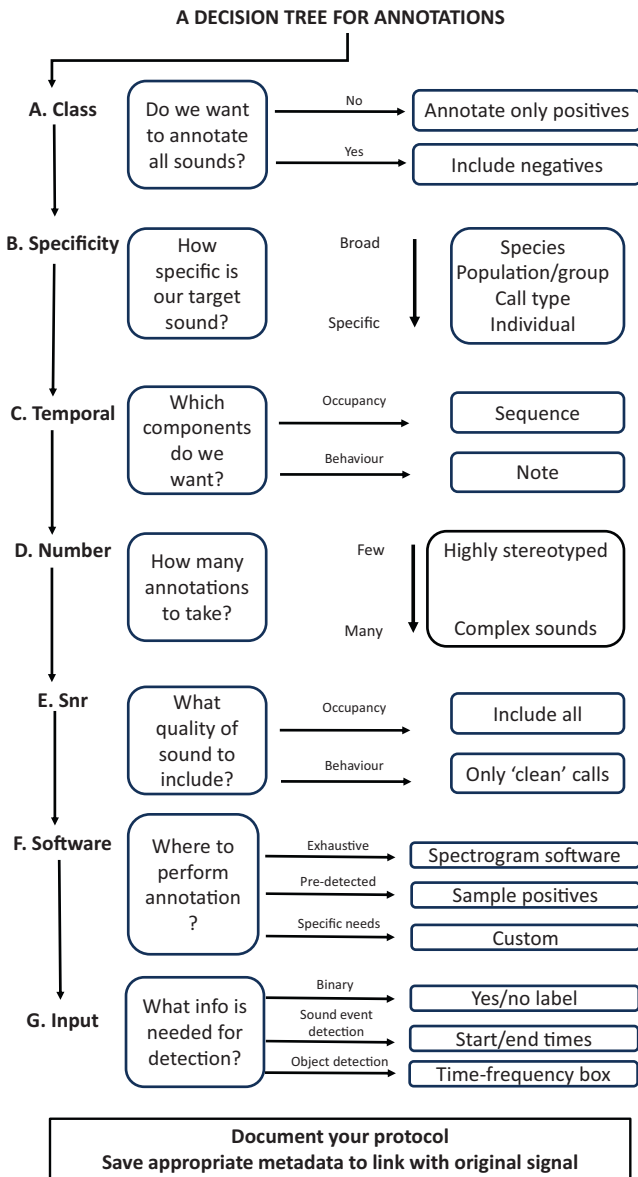 A DECISION TREE FOR ANNOTATIONS
A. Class
Do we want
to annotate
all sounds?
No
Annotate only positives
Yes
Include negatives
B. Specificity
How
specific is
our target
sound?
Broad
Specific
Species
Population/group
Call type
Individual
C. Temporal
Which
components
do we
want?
Occupancy
Sequence
Behaviour
Note
D. Number
How many
annotations
to take?
Few
Many
Highly stereotyped
Complex sounds
E. Snr
What
quality of
sound to
include?
Occupancy
Include all
Behaviour
Only ‘clean’ calls
F. Software
Where to
perform
annotation
?
Exhaustive
Spectrogram software
Pre-detected
Sample positives
Specific needs
Custom
G. Input
What info is
needed for
detection?
Binary
Yes/no label
Sound event
detection
Start/end times
Object detection
Time-frequency box
Document your protocol
Save appropriate metadata to link with original signal